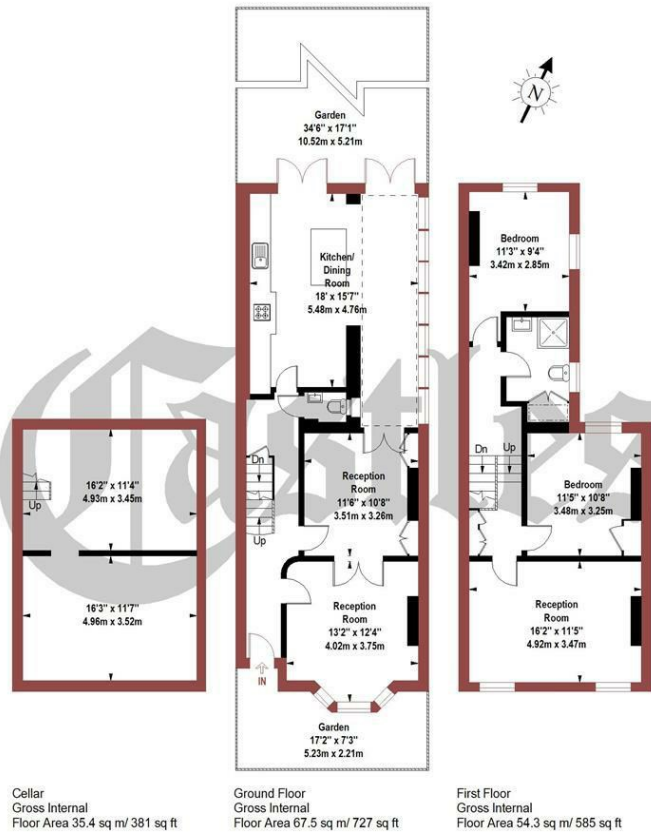 N
Garden
34'6" x 17'1"
10.52m x 5.21m
Kitchen/
Dining
Room
18' x 15'7"
5.48m x 4.76m
Dn
Up
Reception
Room
11'6" x 10'8"
3.51m x 3.26m
Reception
Room
13'2" x 12'4"
4.02m x 3.75m
IN
Garden
17'2" x 7'3"
5.23m x 2.21m
Bedroom
11'3" x 9'4"
3.42m x 2.85m
Dn
Up
Bedroom
11'5" x 10'8"
3.48m x 3.25m
Reception
Room
16'2" x 11'5"
4.92m x 3.47m
16'2" x 11'4"
4.93m x 3.45m
Up
16'3" x 11'7"
4.96m x 3.52m
Castles
Cellar
Gross Internal
Floor Area 35.4 sq m/ 381 sq ft
Ground Floor
Gross Internal
Floor Area 67.5 sq m/ 727 sq ft
First Floor
Gross Internal
Floor Area 54.3 sq m/ 585 sq ft